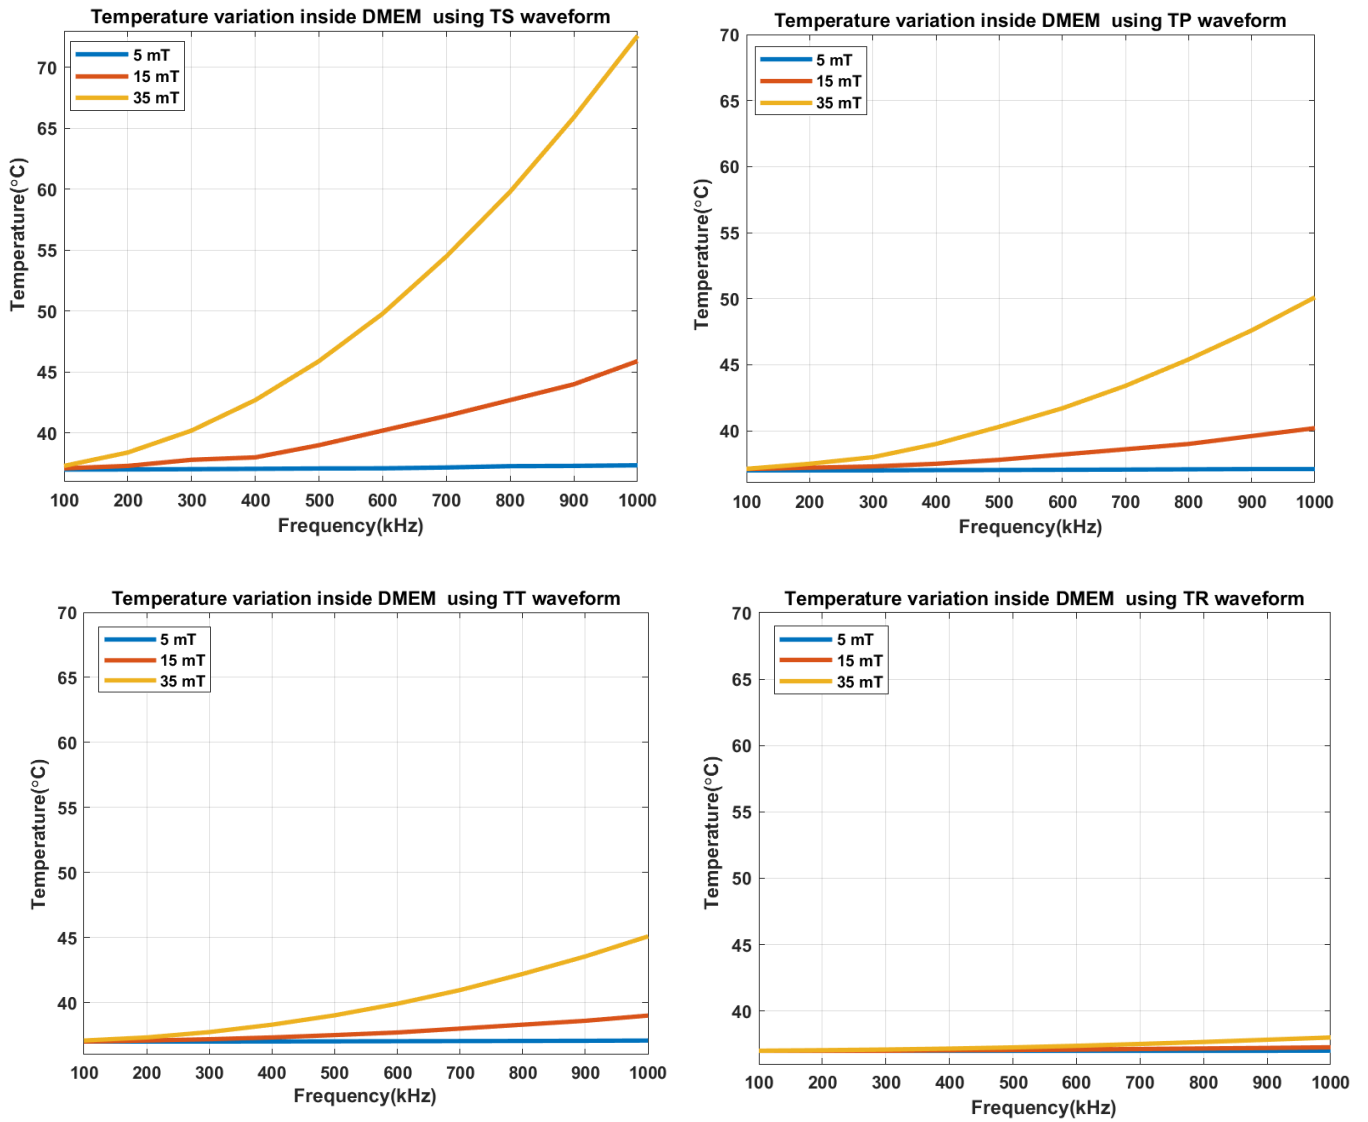 Temperature variation inside DMEM  using TS waveform
5 mT
15 mT
35 mT
70
65
60
55
50
45
40
Temperature(°C)
100 200 300 400 500 600 700 800 900 1000
Frequency(kHz)
Temperature variation inside DMEM  using TP waveform
5 mT
15 mT
35 mT
70
65
60
55
50
45
40
Temperature(°C)
100 200 300 400 500 600 700 800 900 1000
Frequency(kHz)
Temperature variation inside DMEM  using TT waveform
5 mT
15 mT
35 mT
70
65
60
55
50
45
40
Temperature(°C)
100 200 300 400 500 600 700 800 900 1000
Frequency(kHz)
Temperature variation inside DMEM  using TR waveform
5 mT
15 mT
35 mT
70
65
60
55
50
45
40
Temperature(°C)
100 200 300 400 500 600 700 800 900 1000
Frequency(kHz)